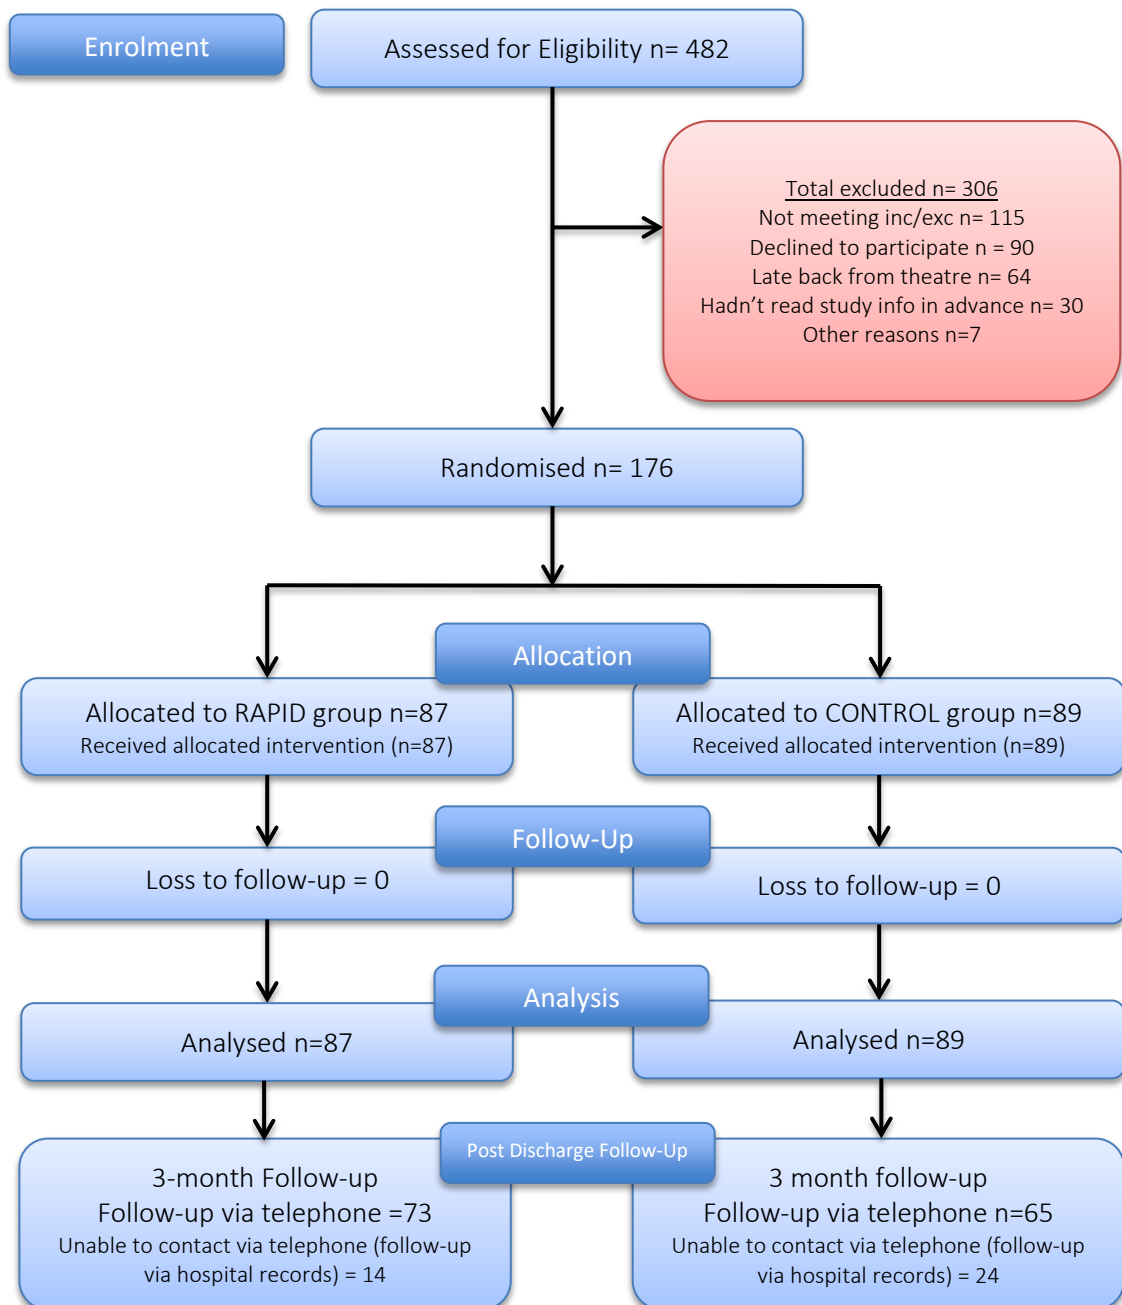 Enrolment
Assessed for Eligibility n= 482
Total excluded n= 306
Not meeting inc/exc n= 115
Declined to participate n = 90
Late back from theatre n= 64
Hadn’t read study info in advance n= 30
Other reasons n=7
Randomised n= 176
Allocation
Allocated to RAPID group n=87
Received allocated intervention (n=87)
Allocated to CONTROL group n=89
Received allocated intervention (n=89)
Follow-Up
Loss to follow-up = 0
Loss to follow-up = 0
Analysis
Analysed n=87
Analysed n=89
Post Discharge Follow-Up
3-month Follow-up
Follow-up via telephone =73
Unable to contact via telephone (follow-up
via hospital records) = 14
3 month follow-up
Follow-up via telephone n=65
Unable to contact via telephone (follow-up
via hospital records) = 24